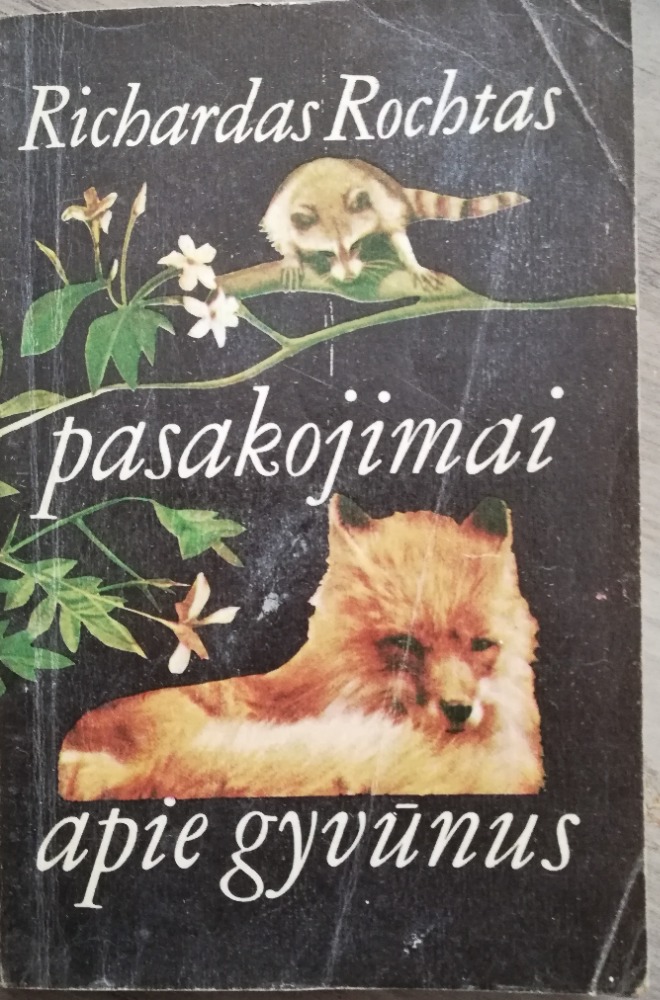 Richardas Rochtas
pasakojimai
apie gyvūnus